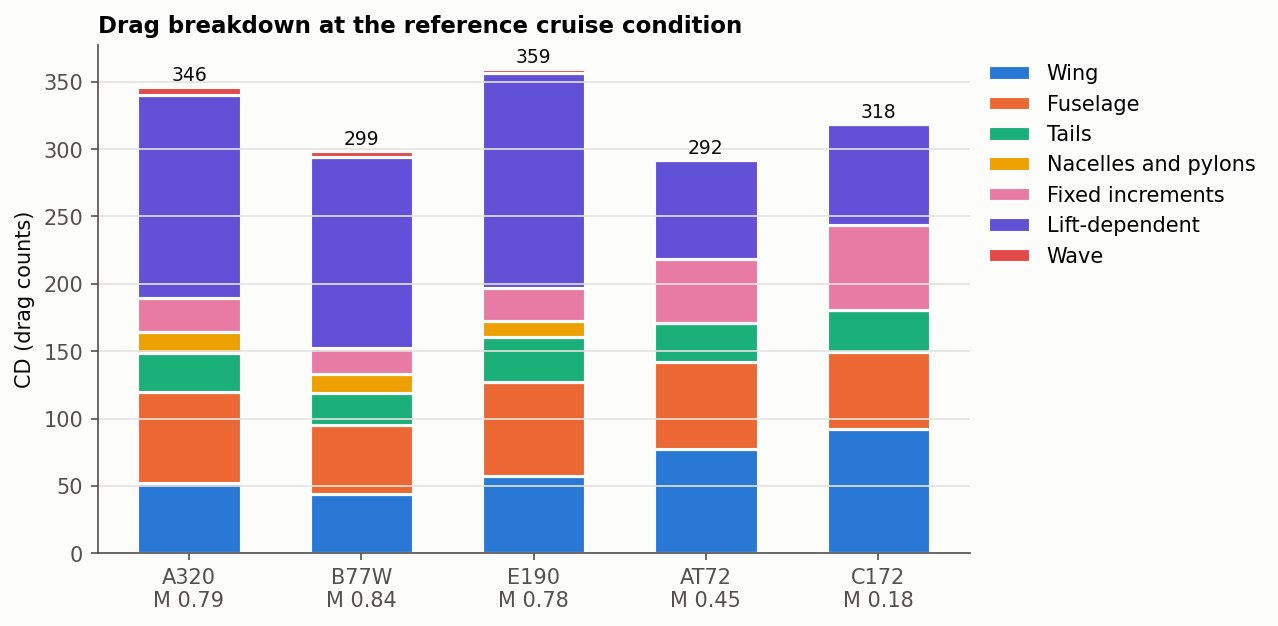 Drag breakdown at the reference cruise condition
CD (drag counts)
350
300
250
200
150
100
50
0
346
299
359
292
318
A320
M 0.79
B77W
M 0.84
E190
M 0.78
AT72
M 0.45
C172
M 0.18
Wing
Fuselage
Tails
Nacelles and pylons
Fixed increments
Lift-dependent
Wave